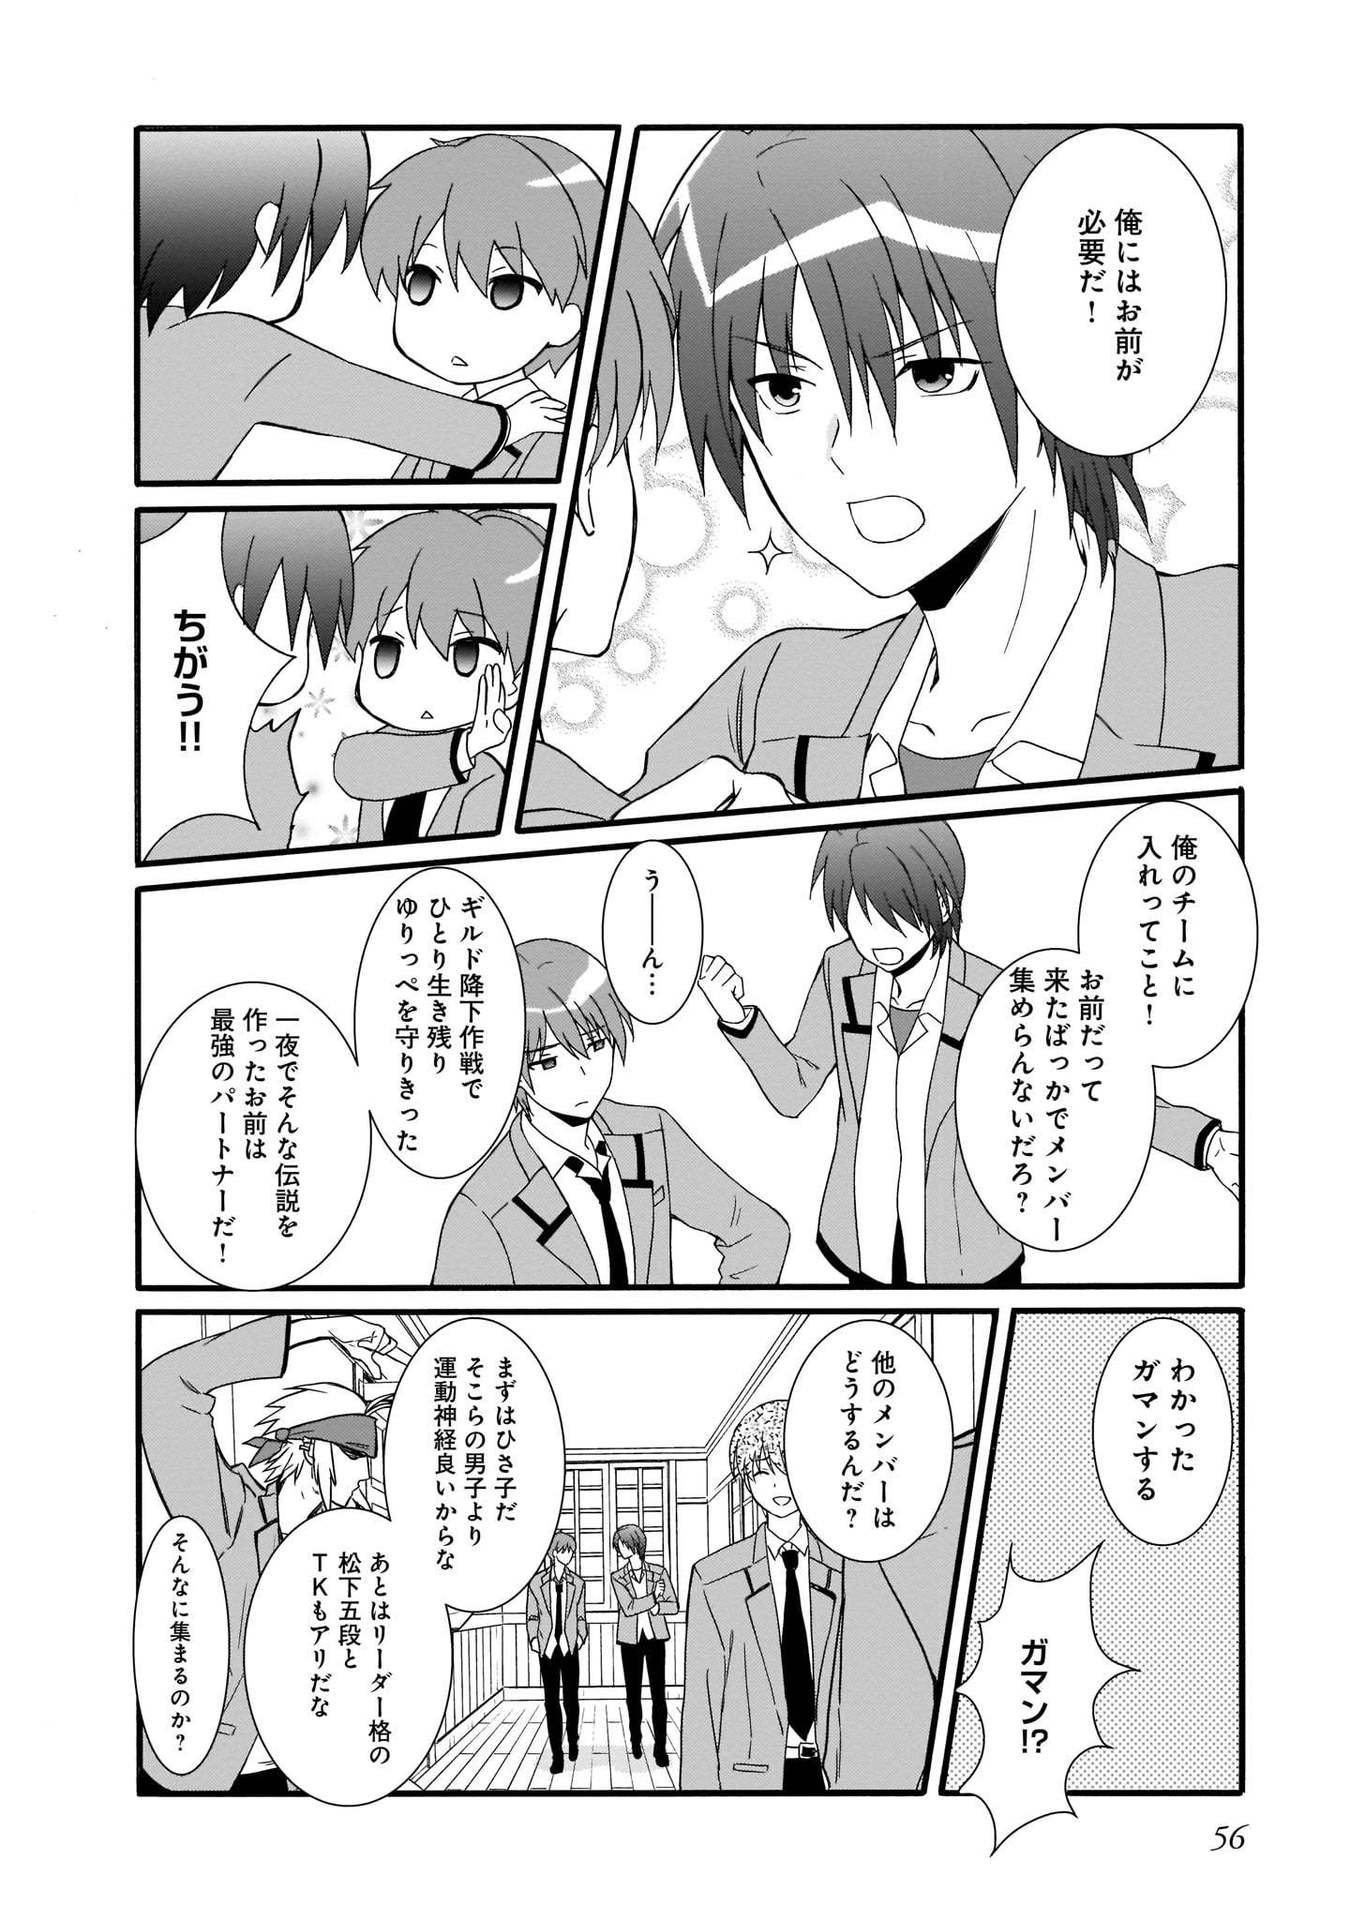 俺にはお前が
必要だ！
ちがう!!
俺のチームに
入れってこと！
お前だって
来たばっかでメンバー
集めらんないだろ？
うーーん…
ギルド降下作戦で
ひとり生き残り
ゆりっぺを守りきった
一夜でそんな伝説を
作ったお前は
最強のパートナーだ！
わかった
ガマンする
ガマン!?
他のメンバーは
どうするんだ？
まずはひさ子だ
そこらの男子より
運動神経良いからな
あとはリーダー格の
松下五段と
TKもアリだな
そんなに集まるのか？
56